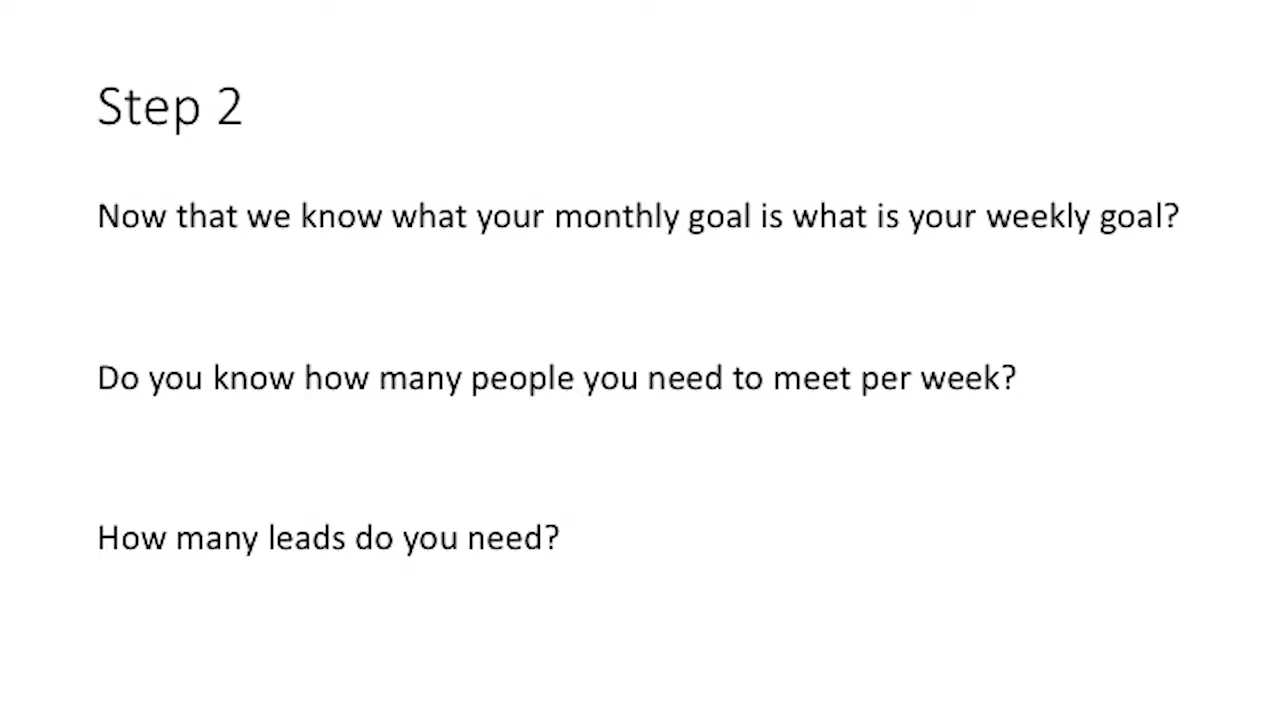 Step 2
Now that we know what your monthly goal is what is your weekly goal?
Do you know how many people you need to meet per week?
How many leads do you need?